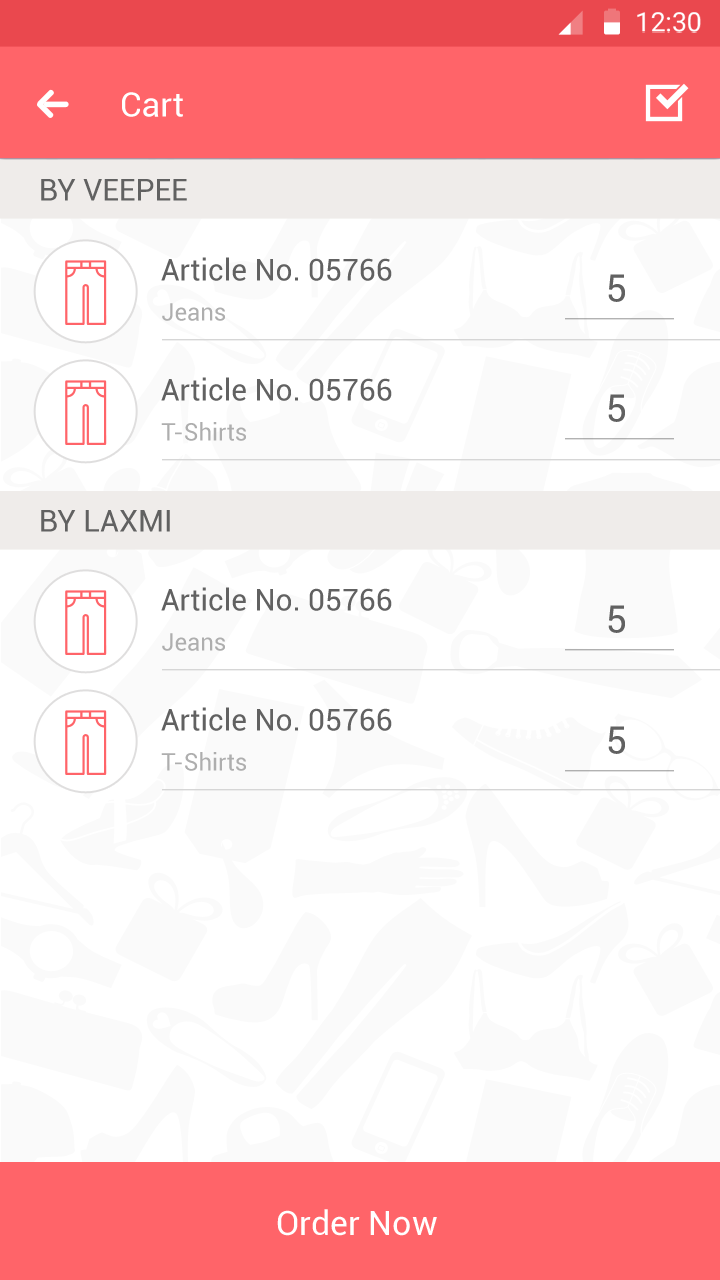 12:30
Cart
BY VEEPEE
Article No. 05766
Jeans
5
Article No. 05766
T-Shirts
5
BY LAXMI
Article No. 05766
Jeans
5
Article No. 05766
T-Shirts
5
Order Now